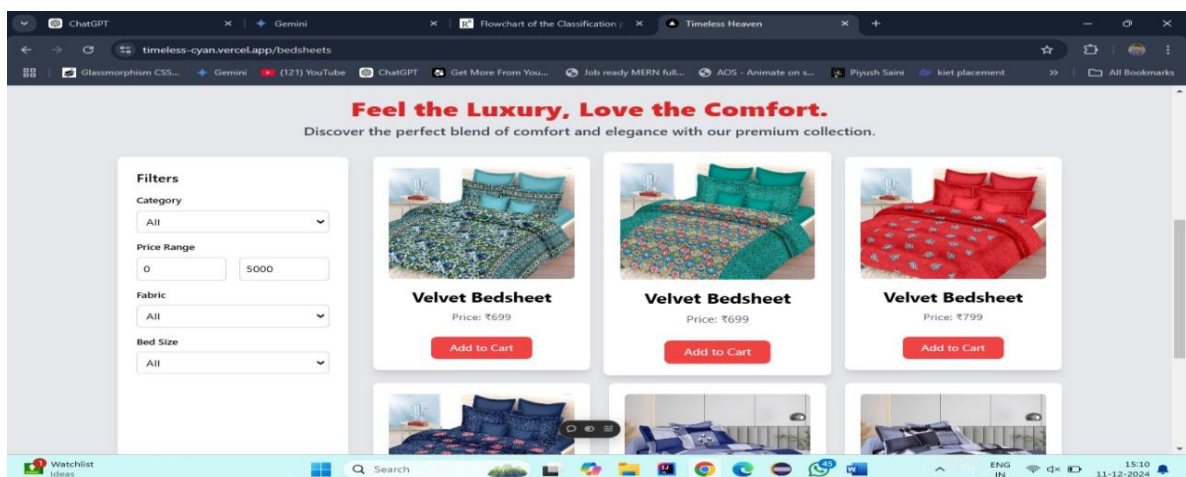 ChatGPT
Gemini
R⁶ Flowchart of the Classification p
Timeless Heaven
timeless-cyan.vercel.app/bedsheets
Glassmorphism CSS...
Gemini
(121) YouTube
ChatGPT
Get More From You...
Job ready MERN full...
AOS - Animate on s...
Piyush Saini
kiet placement
All Bookmarks
Feel the Luxury, Love the Comfort.
Discover the perfect blend of comfort and elegance with our premium collection.
Filters
Category
All
Price Range
0
5000
Fabric
All
Bed Size
All
Velvet Bedsheet
Price: ₹699
Add to Cart
Velvet Bedsheet
Price: ₹699
Add to Cart
Velvet Bedsheet
Price: ₹799
Add to Cart
Watchlist
Ideas
Search
45
ENG
IN
15:10
11-12-2024